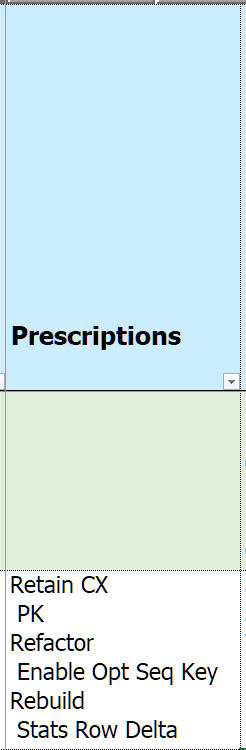 Prescriptions
Retain CX
PK
Refactor
Enable Opt Seq Key
Rebuild
Stats Row Delta